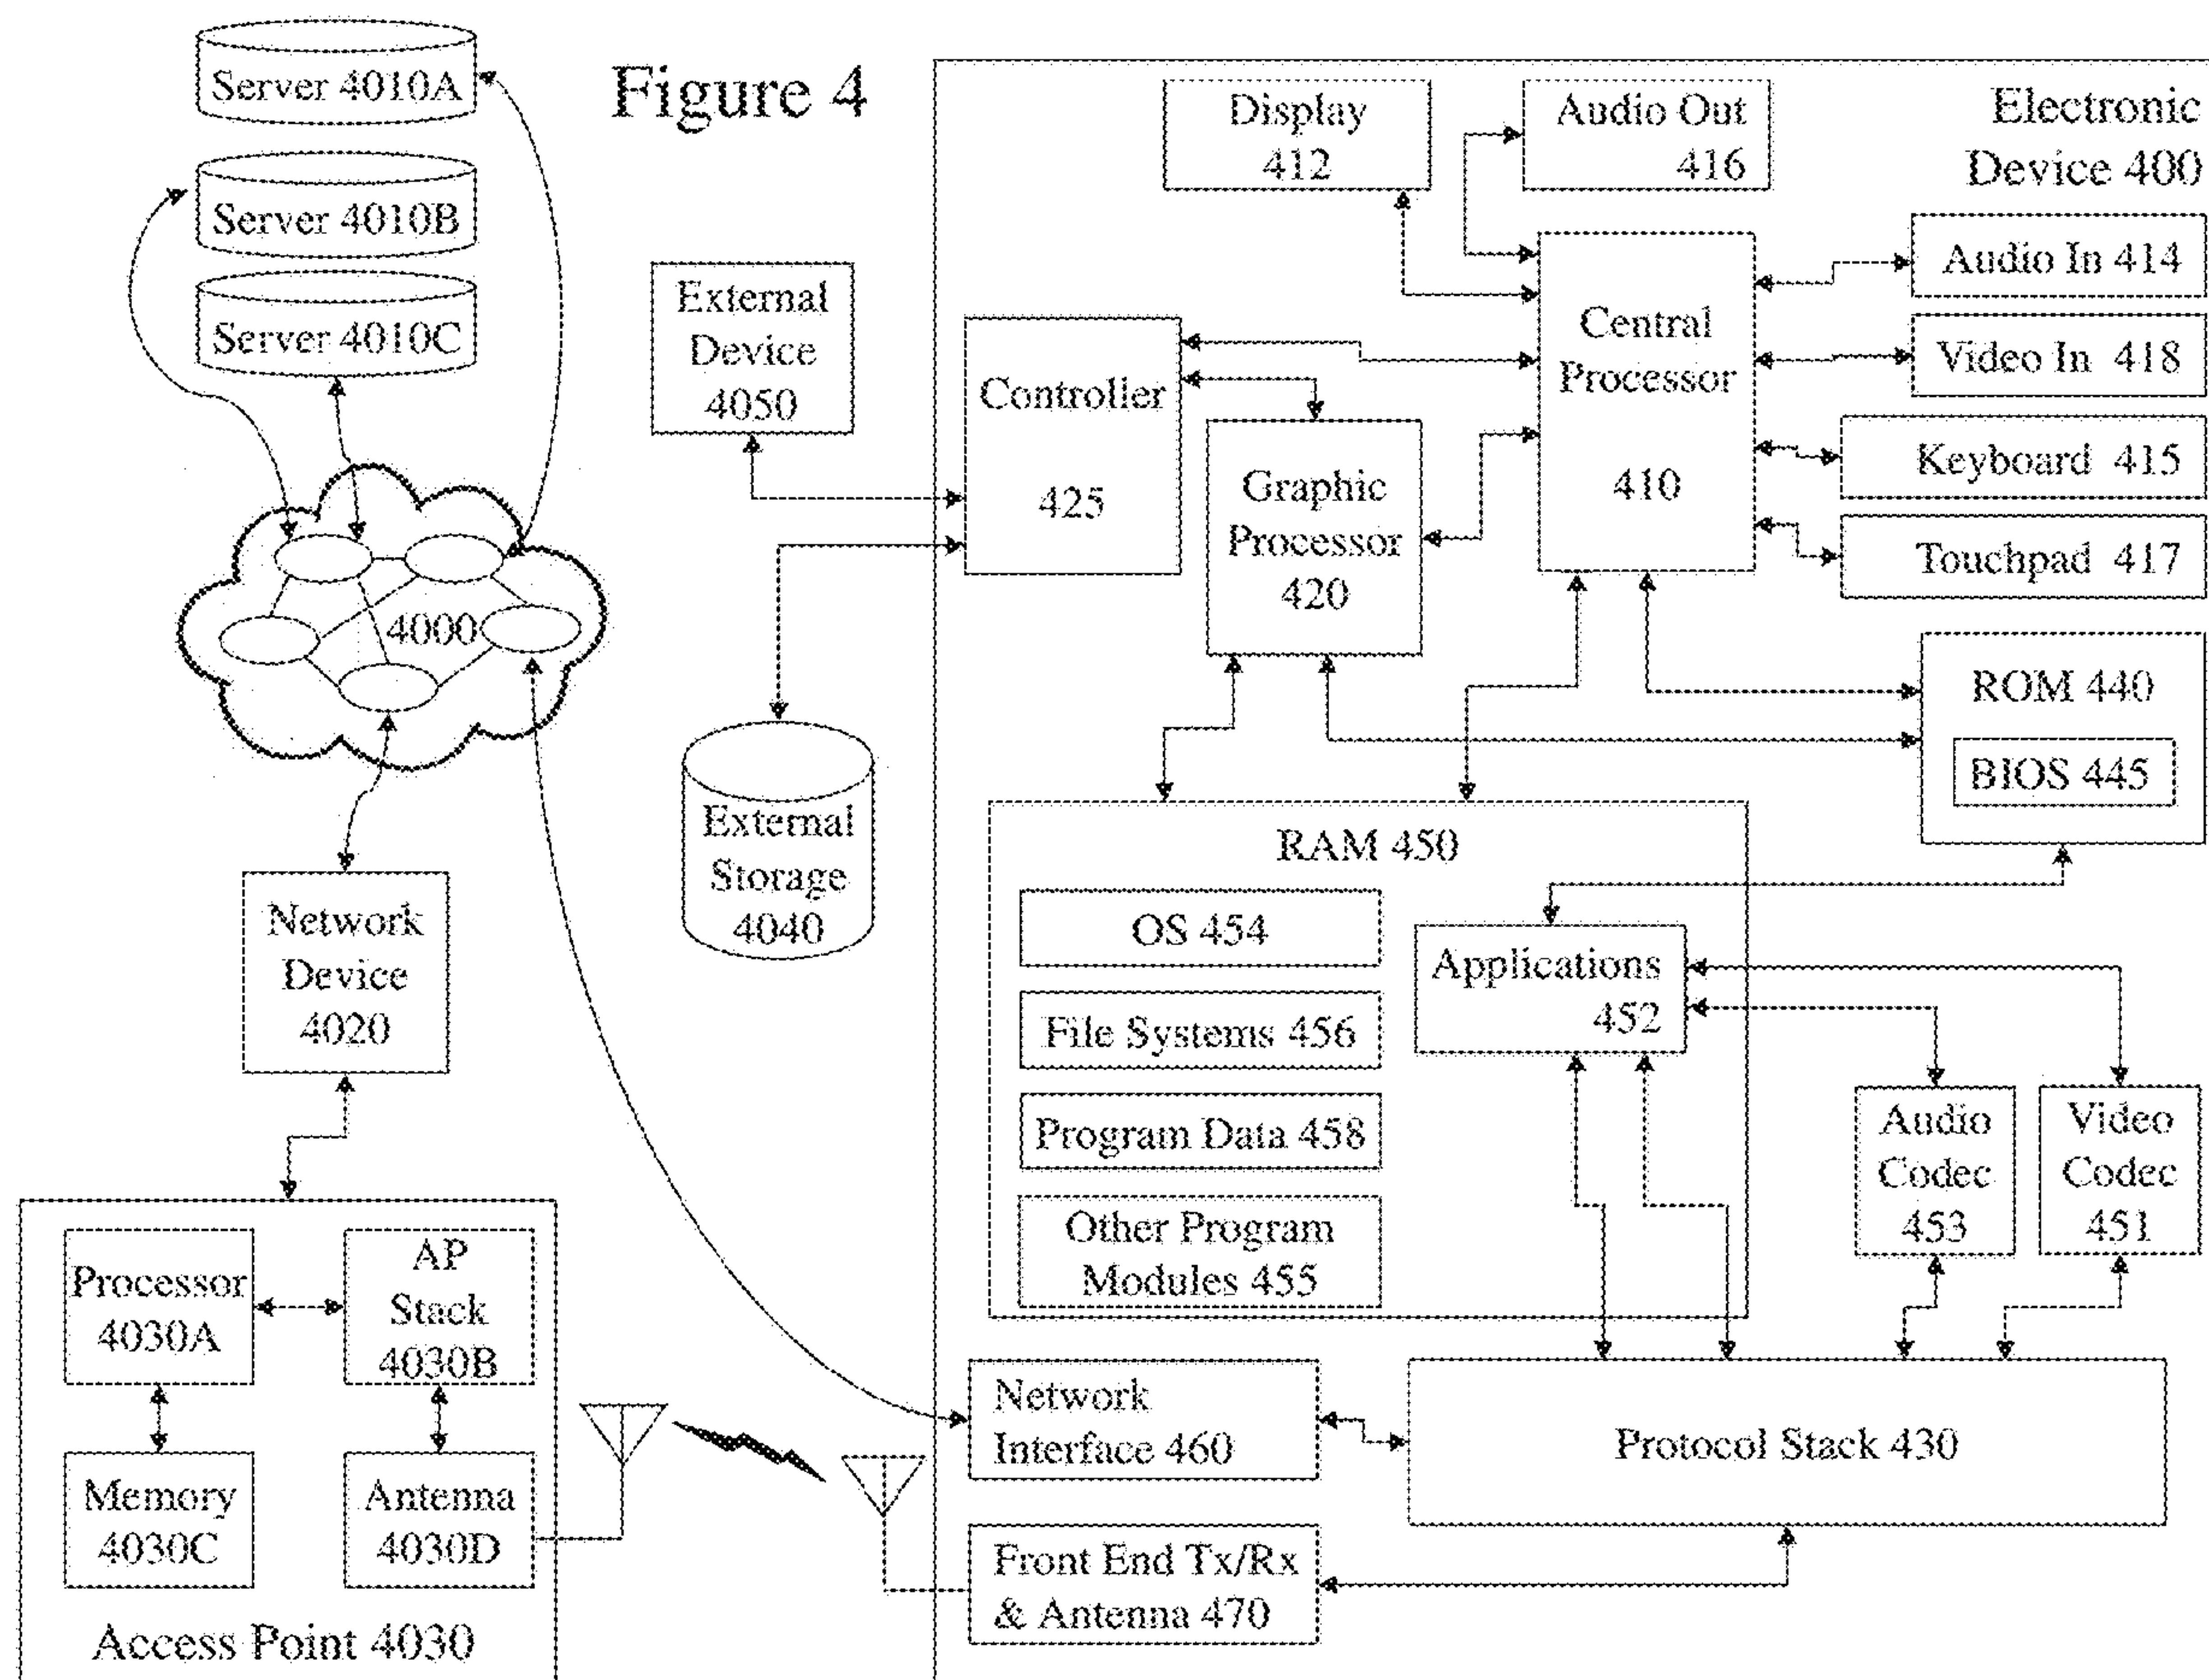 Figure 4
Server 4010A
Server 4010B
Server 4010C
4000
Network
Device
4020
Processor
4030A
AP
Stack
4030B
Memory
4030C
Antenna
4030D
Access Point 4030
External
Device
4050
External
Storage
4040
Electronic
Device 400
Display
412
Audio Out
416
Controller
425
Graphic
Processor
420
Central
Processor
410
Audio In 414
Video In 418
Keyboard 415
Touchpad 417
ROM 440
BIOS 445
RAM 450
OS 454
File Systems 456
Program Data 458
Other Program
Modules 455
Applications
452
Audio
Codec
453
Video
Codec
451
Network
Interface 460
Protocol Stack 430
Front End Tx/Rx
& Antenna 470